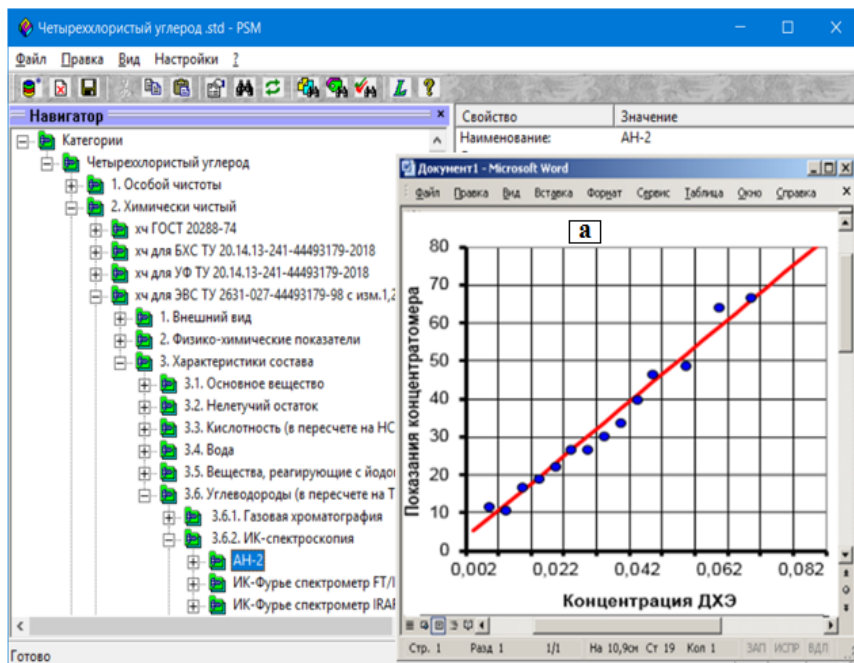 Четыреххлористый углерод .std - PSM
Файл Правка Вид Настройки ?
Навигатор
Свойство Значение
Наименование: АН-2
Категории
Четыреххлористый углерод
1. Особой чистоты
2. Химически чистый
хч ГОСТ 20288-74
хч для БХС ТУ 20.14.13-241-44493179-2018
хч для УФ ТУ 20.14.13-241-44493179-2018
хч для ЭВС ТУ 2631-027-44493179-98 с изм.1,2
1. Внешний вид
2. Физико-химические показатели
3. Характеристики состава
3.1. Основное вещество
3.2. Нелетучий остаток
3.3. Кислотность (в пересчете на HC
3.4. Вода
3.5. Вещества, реагирующие с йодо
3.6. Углеводороды (в пересчете на Т
3.6.1. Газовая хроматография
3.6.2. ИК-спектроскопия
АН-2
ИК-Фурье спектрометр FT/I
ИК-Фурье спектрометр IRAF
Готово
Документ1 - Microsoft Word
Файл Правка Вид Вставка Формат Сервис Таблица Окно Справка
а
Показания концентратомера
80
70
60
50
40
30
20
10
0
0,002 0,022 0,042 0,062 0,082
Концентрация ДХЭ
Стр. 1 Разд 1 1/1 На 10,9см Ст 19 Кол 1 ЗАП ИСПР ВДЛ